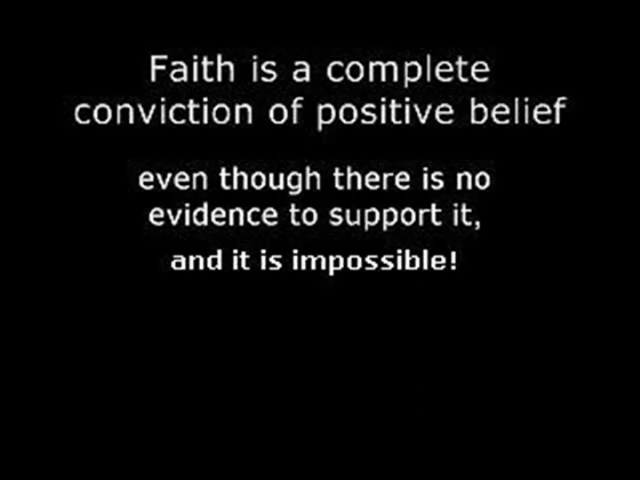 Faith is a complete
conviction of positive belief
even though there is no
evidence to support it,
and it is impossible!